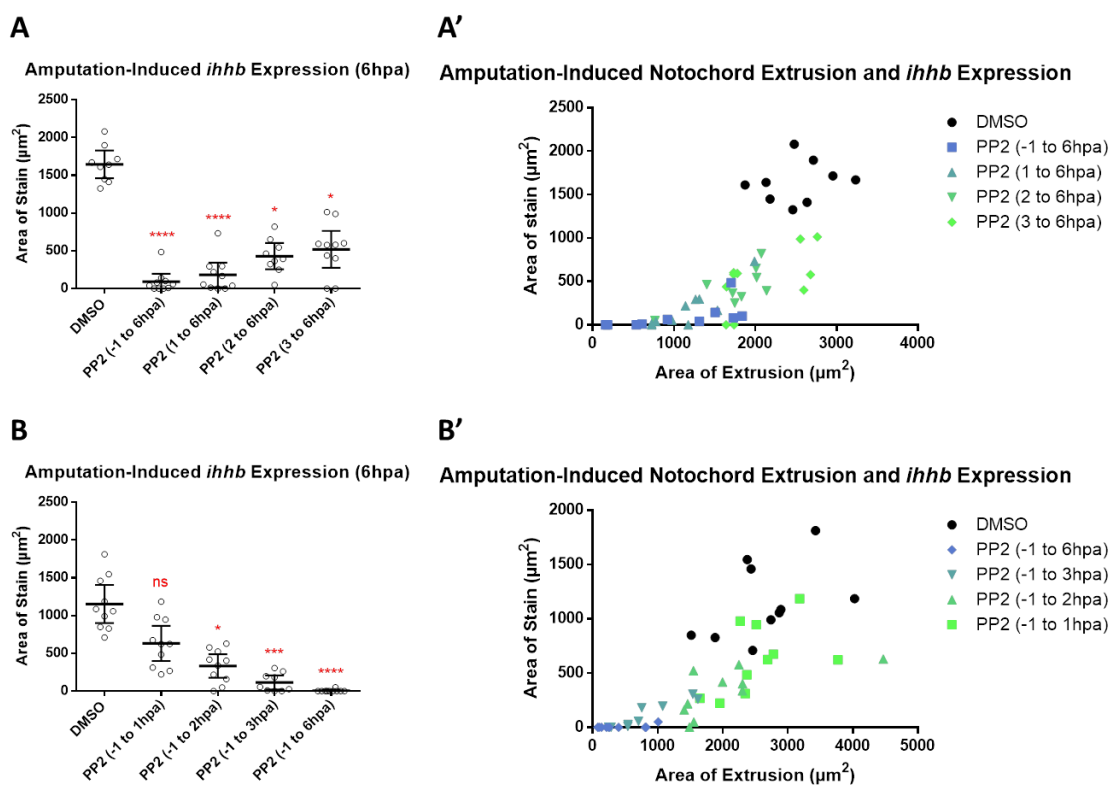 A
Amputation-Induced ihhb Expression (6hpa)
Area of Stain (µm²)
2500
2000
1500
1000
500
0
****
****
*
*
DMSO
PP2 (-1 to 6hpa)
PP2 (1 to 6hpa)
PP2 (2 to 6hpa)
PP2 (3 to 6hpa)
A’
Amputation-Induced Notochord Extrusion and ihhb Expression
Area of stain (µm²)
2500
2000
1500
1000
500
0
0 1000 2000 3000 4000
Area of Extrusion (µm²)
DMSO
PP2 (-1 to 6hpa)
PP2 (1 to 6hpa)
PP2 (2 to 6hpa)
PP2 (3 to 6hpa)
B
Amputation-Induced ihhb Expression (6hpa)
Area of Stain (µm²)
2500
2000
1500
1000
500
0
ns
*
***
****
DMSO
PP2 (-1 to 1hpa)
PP2 (-1 to 2hpa)
PP2 (-1 to 3hpa)
PP2 (-1 to 6hpa)
B’
Amputation-Induced Notochord Extrusion and ihhb Expression
Area of Stain (µm²)
2000
1500
1000
500
0
0 1000 2000 3000 4000 5000
Area of Extrusion (µm²)
DMSO
PP2 (-1 to 6hpa)
PP2 (-1 to 3hpa)
PP2 (-1 to 2hpa)
PP2 (-1 to 1hpa)